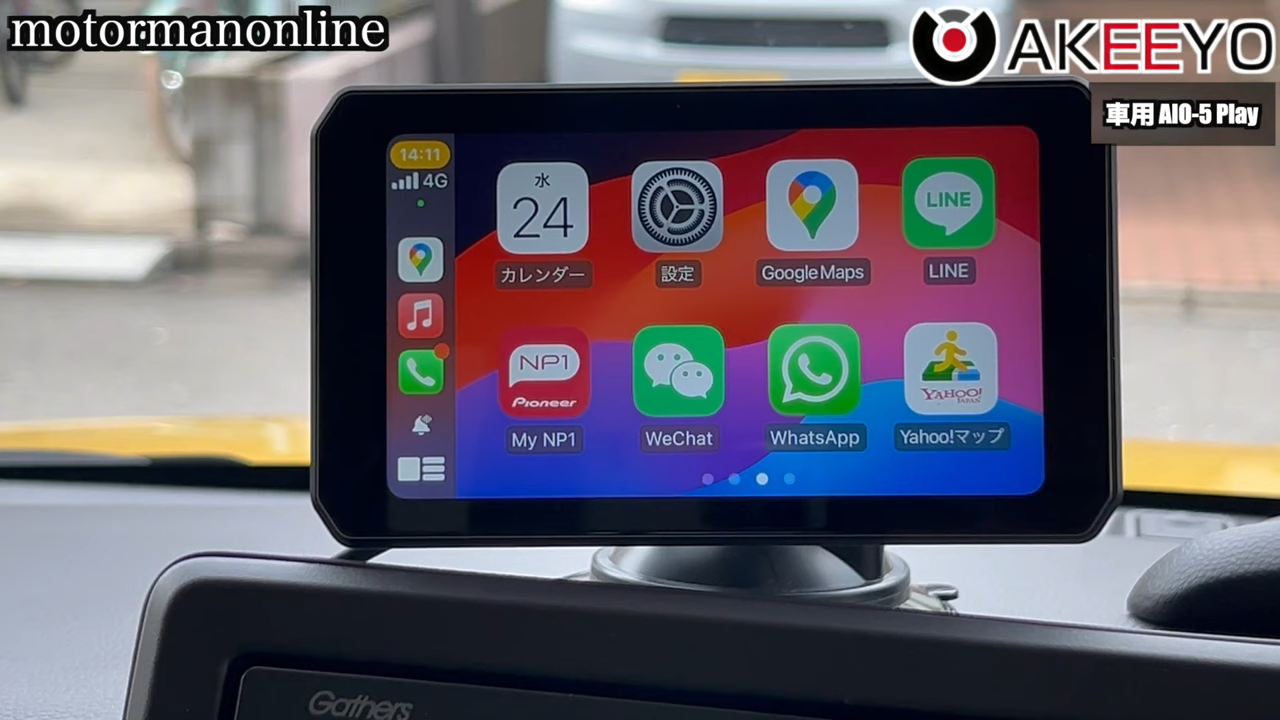 motormanonline
AKEEYO
車用 AIO-5 Play
14:11
4G
水
24
カレンダー
設定
Google Maps
LINE
LINE
NP1
Pioneer
My NP1
WeChat
WhatsApp
YAHOO!
JAPAN
Yahoo!マップ
Gathers